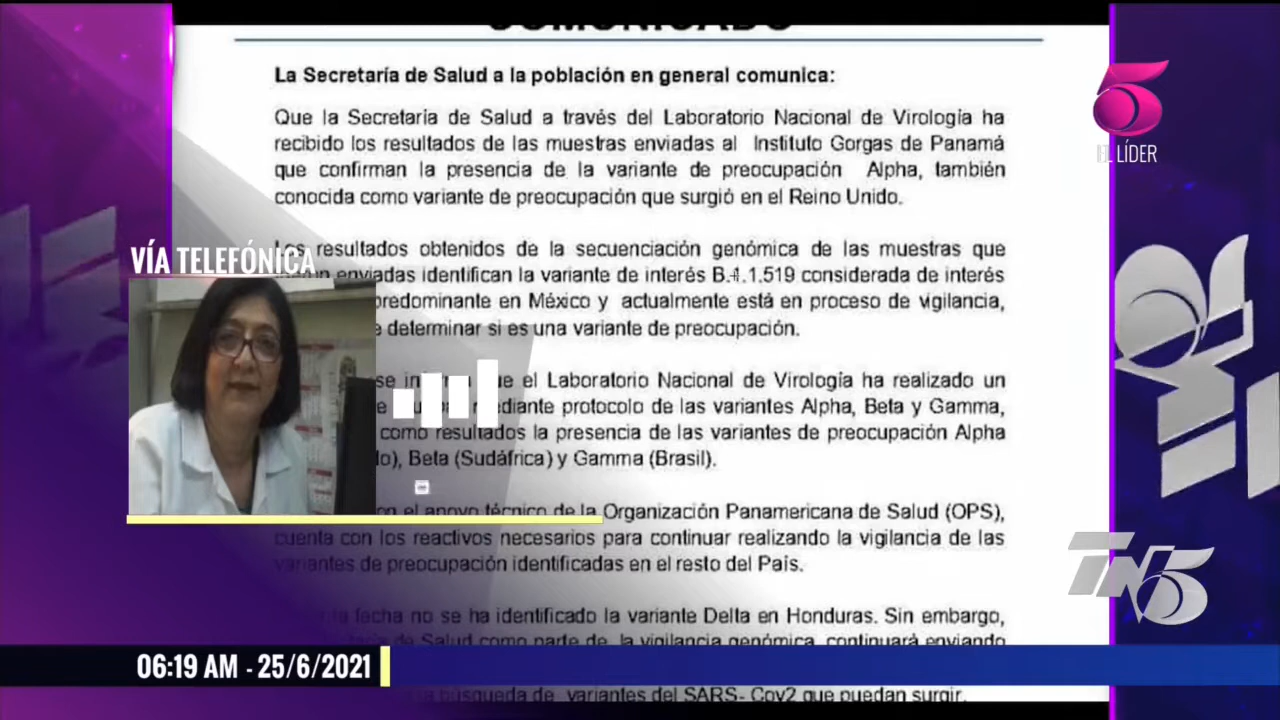 COMUNICADO
La Secretaría de Salud a la población en general comunica:
Que la Secretaría de Salud a través del Laboratorio Nacional de Virología ha
recibido los resultados de las muestras enviadas al Instituto Gorgas de Panamá
que confirman la presencia de la variante de preocupación Alpha, también
conocida como variante de preocupación que surgió en el Reino Unido.
resultados obtenidos de la secuenciación genómica de las muestras que
enviadas identifican la variante de interés B.1.1.519 considerada de interés
predominante en México y actualmente está en proceso de vigilancia,
determinar si es una variante de preocupación.
se que el Laboratorio Nacional de Virología ha realizado un
mediante protocolo de las variantes Alpha, Beta y Gamma,
como resultados la presencia de las variantes de preocupación Alpha
Beta (Sudáfrica) y Gamma (Brasil).
el apoyo técnico de la Organización Panamericana de Salud (OPS),
cuenta con los reactivos necesarios para continuar realizando la vigilancia de las
variantes de preocupación identificadas en el resto del País.
fecha no se ha identificado la variante Delta en Honduras. Sin embargo,
de Salud como parte de la vigilancia genómica, continuará enviando
búsqueda de variantes del SARS- Cov2 que puedan surgir.
VÍA TELEFÓNICA
06:19 AM - 25/6/2021
5
EL LÍDER
TN5